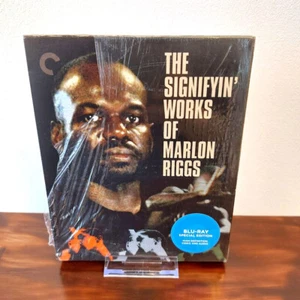 THE
SIGNIFYIN'
WORKS
OF
MARLON
RIGGS
BLU-RAY
SPECIAL EDITION